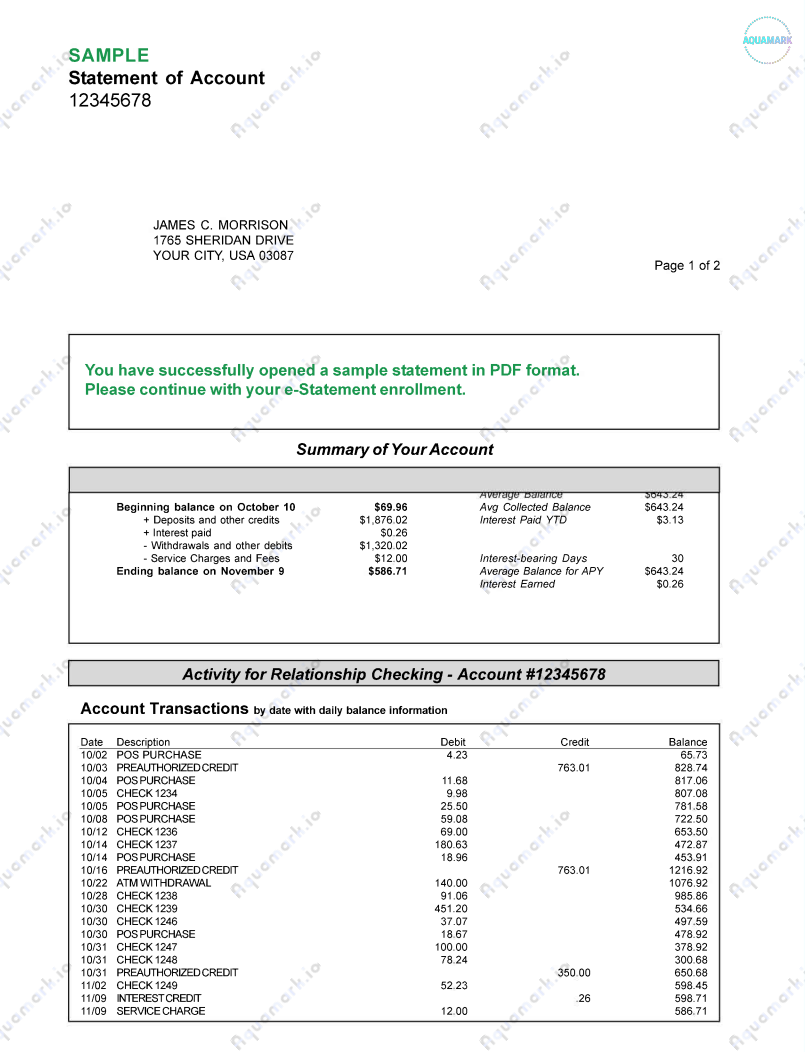 AQUAMARK
SAMPLE
Statement of Account
12345678
JAMES C. MORRISON
1765 SHERIDAN DRIVE
YOUR CITY, USA 03087
Page 1 of 2
You have successfully opened a sample statement in PDF format.
Please continue with your e-Statement enrollment.
Summary of Your Account
Average Balance $643.24
Beginning balance on October 10 $69.96 Avg Collected Balance $643.24
+ Deposits and other credits $1,876.02 Interest Paid YTD $3.13
+ Interest paid $0.26
- Withdrawals and other debits $1,320.02
- Service Charges and Fees $12.00 Interest-bearing Days 30
Ending balance on November 9 $586.71 Average Balance for APY $643.24
Interest Earned $0.26
Activity for Relationship Checking - Account #12345678
Account Transactions by date with daily balance information
Date Description Debit Credit Balance
10/02 POS PURCHASE 4.23 65.73
10/03 PREAUTHORIZED CREDIT 763.01 828.74
10/04 POS PURCHASE 11.68 817.06
10/05 CHECK 1234 9.98 807.08
10/05 POS PURCHASE 25.50 781.58
10/08 POS PURCHASE 59.08 722.50
10/12 CHECK 1236 69.00 653.50
10/14 CHECK 1237 180.63 472.87
10/14 POS PURCHASE 18.96 453.91
10/16 PREAUTHORIZED CREDIT 763.01 1216.92
10/22 ATM WITHDRAWAL 140.00 1076.92
10/28 CHECK 1238 91.06 985.86
10/30 CHECK 1239 451.20 534.66
10/30 CHECK 1246 37.07 497.59
10/30 POS PURCHASE 18.67 478.92
10/31 CHECK 1247 100.00 378.92
10/31 CHECK 1248 78.24 300.68
10/31 PREAUTHORIZED CREDIT 350.00 650.68
11/02 CHECK 1249 52.23 598.45
11/09 INTEREST CREDIT .26 598.71
11/09 SERVICE CHARGE 12.00 586.71
Aquamark.io